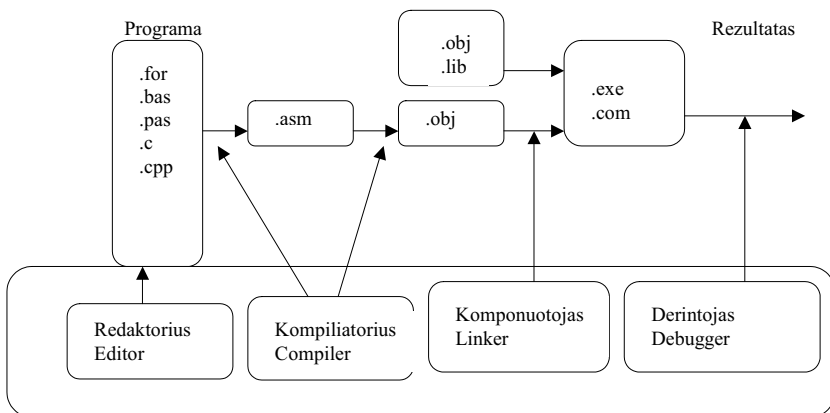 Programa
Rezultatas
.for
.bas
.pas
.c
.cpp
.asm
.obj
.lib
.obj
.exe
.com
Redaktorius
Editor
Kompiliatorius
Compiler
Komponuotojas
Linker
Derintojas
Debugger